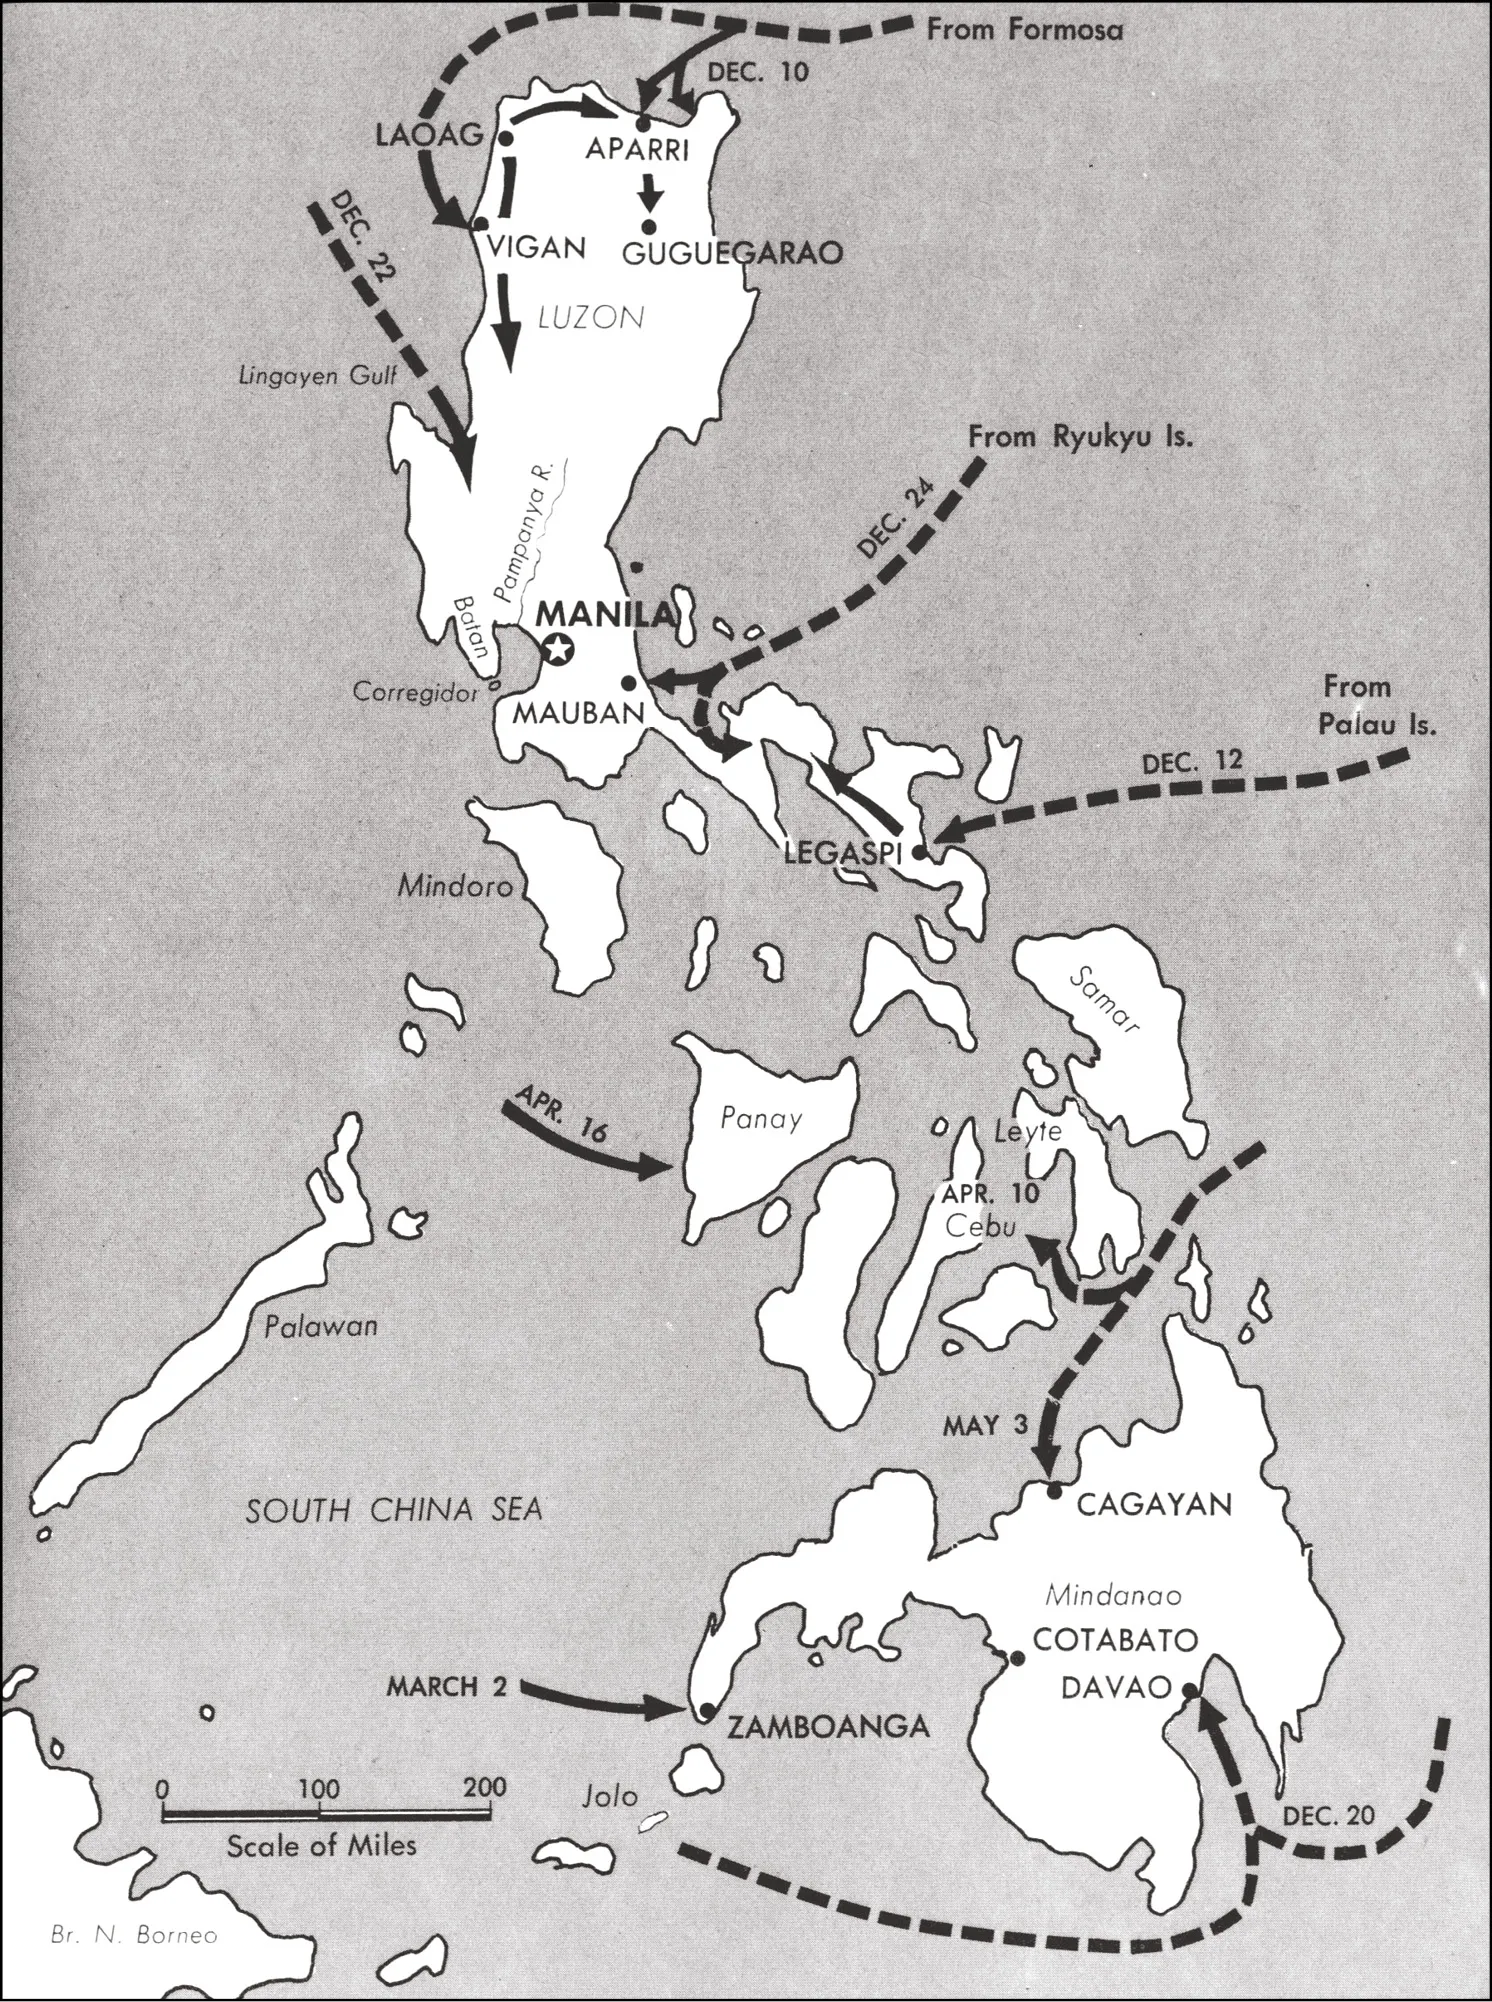 From Formosa
DEC. 10
LAOAG
APARRI
DEC. 22
VIGAN
GUGUEGARAO
LUZON
Lingayen Gulf
From Ryukyu Is.
DEC. 24
Pampanya R.
Batan
MANILA
Corregidor
MAUBAN
From
Palau Is.
DEC. 12
LEGASPI
Mindoro
Samar
APR. 16
Panay
Leyte
APR. 10
Cebu
Palawan
MAY 3
SOUTH CHINA SEA
CAGAYAN
Mindanao
COTABATO
DAVAO
MARCH 2
ZAMBOANGA
0 100 200
Scale of Miles
Jolo
DEC. 20
Br. N. Borneo